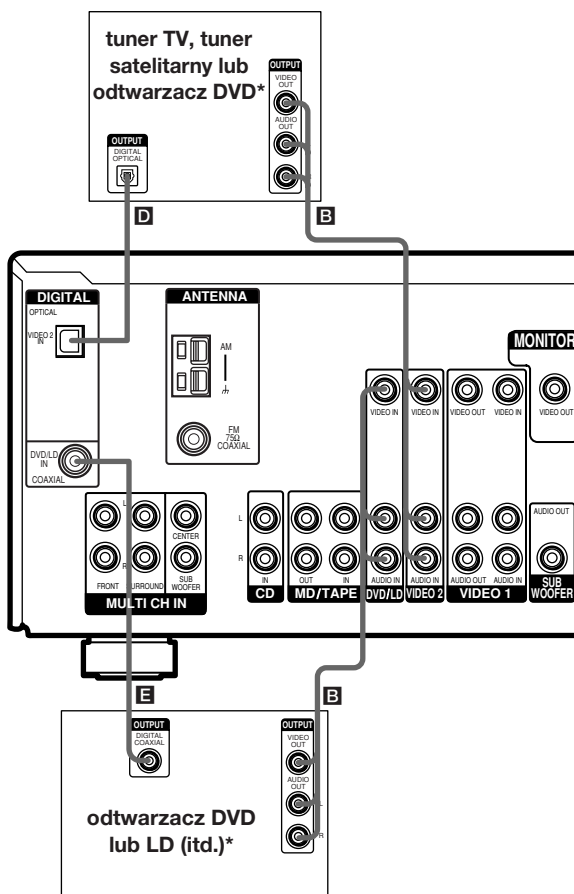 tuner TV, tuner
satelitarny lub
odtwarzacz DVD*
OUTPUT
VIDEO
OUT
AUDIO
OUT
OUTPUT
DIGITAL
OPTICAL
D
B
DIGITAL
OPTICAL
VIDEO 2
IN
DVD/LD
IN
COAXIAL
ANTENNA
AM
FM
75Ω
COAXIAL
MONITOR
VIDEO IN
VIDEO IN
VIDEO OUT
VIDEO IN
VIDEO OUT
L
R
CENTER
FRONT
SURROUND
SUB
WOOFER
MULTI CH IN
L
R
IN
OUT
IN
AUDIO IN
AUDIO IN
AUDIO OUT
AUDIO IN
CD
MD/TAPE
DVD/LD
VIDEO 2
VIDEO 1
AUDIO OUT
SUB
WOOFER
E
B
OUTPUT
DIGITAL
COAXIAL
OUTPUT
VIDEO
OUT
AUDIO
OUT
L
R
odtwarzacz DVD
lub LD (itd.)*